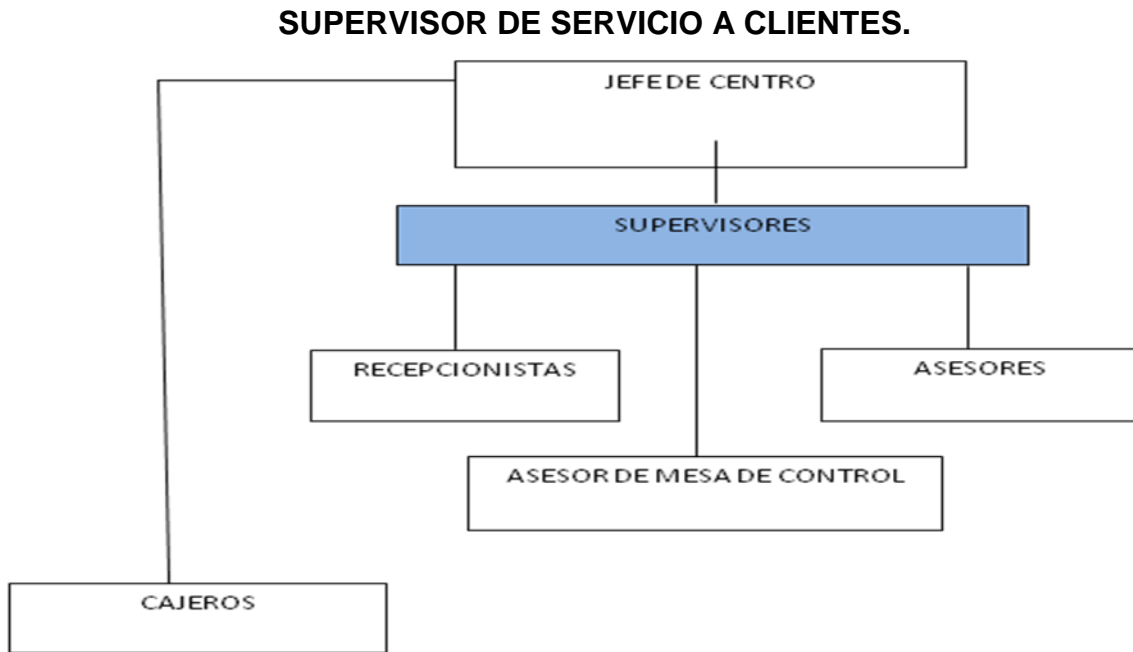 SUPERVISOR DE SERVICIO A CLIENTES.
JEFE DE CENTRO
SUPERVISORES
RECEPCIONISTAS
ASESORES
ASESOR DE MESA DE CONTROL
CAJEROS